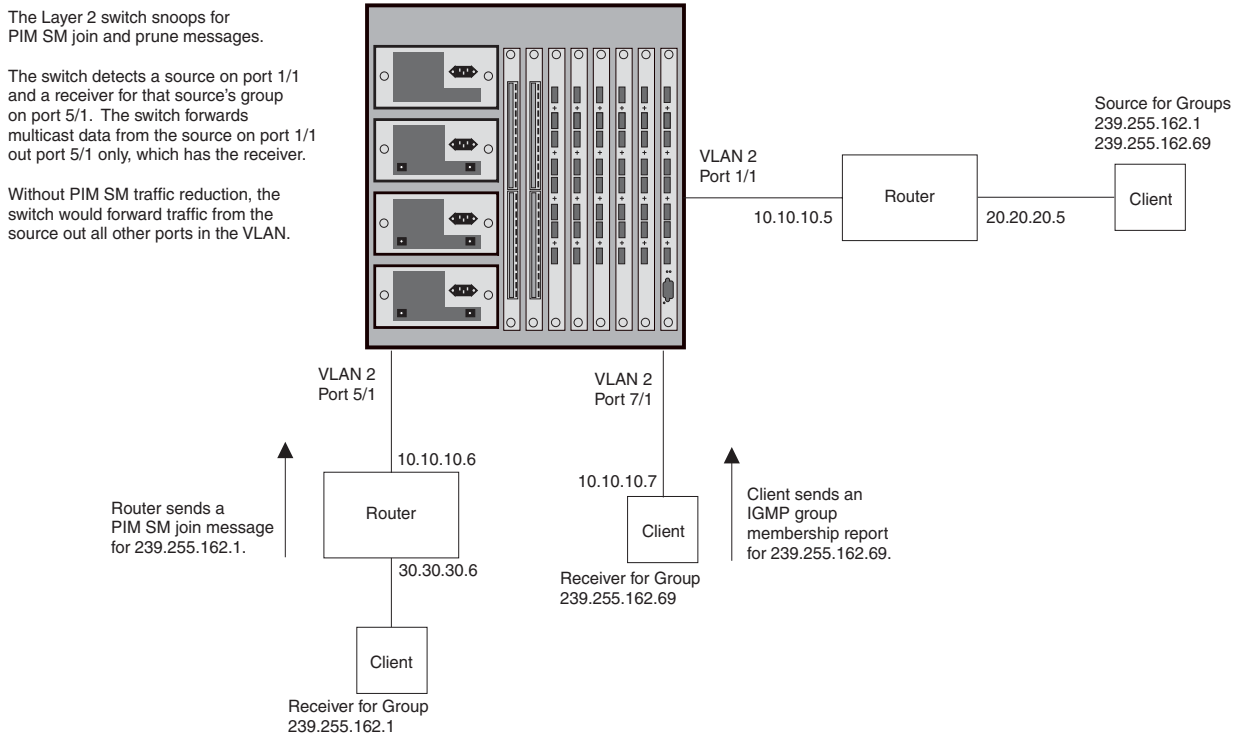 The Layer 2 switch snoops for
PIM SM join and prune messages.
The switch detects a source on port 1/1
and a receiver for that source's group
on port 5/1. The switch forwards
multicast data from the source on port 1/1
out port 5/1 only, which has the receiver.
Without PIM SM traffic reduction, the
switch would forward traffic from the
source out all other ports in the VLAN.
VLAN 2
Port 1/1
10.10.10.5
Router
20.20.20.5
Source for Groups
239.255.162.1
239.255.162.69
Client
VLAN 2
Port 5/1
VLAN 2
Port 7/1
10.10.10.6
Router
Router sends a
PIM SM join message
for 239.255.162.1.
30.30.30.6
Client
Receiver for Group
239.255.162.1
10.10.10.7
Client
Receiver for Group
239.255.162.69
Client sends an
IGMP group
membership report
for 239.255.162.69.